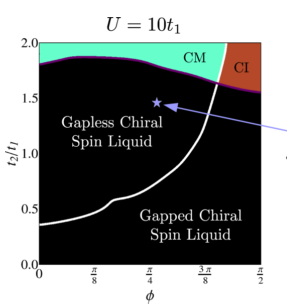 U = 10t₁
2.0
CM
CI
1.5
Gapless Chiral
Spin Liquid
t₂/t₁
1.0
0.5
Gapped Chiral
Spin Liquid
0.0
0
π/8
π/4
3π/8
π/2
ϕ